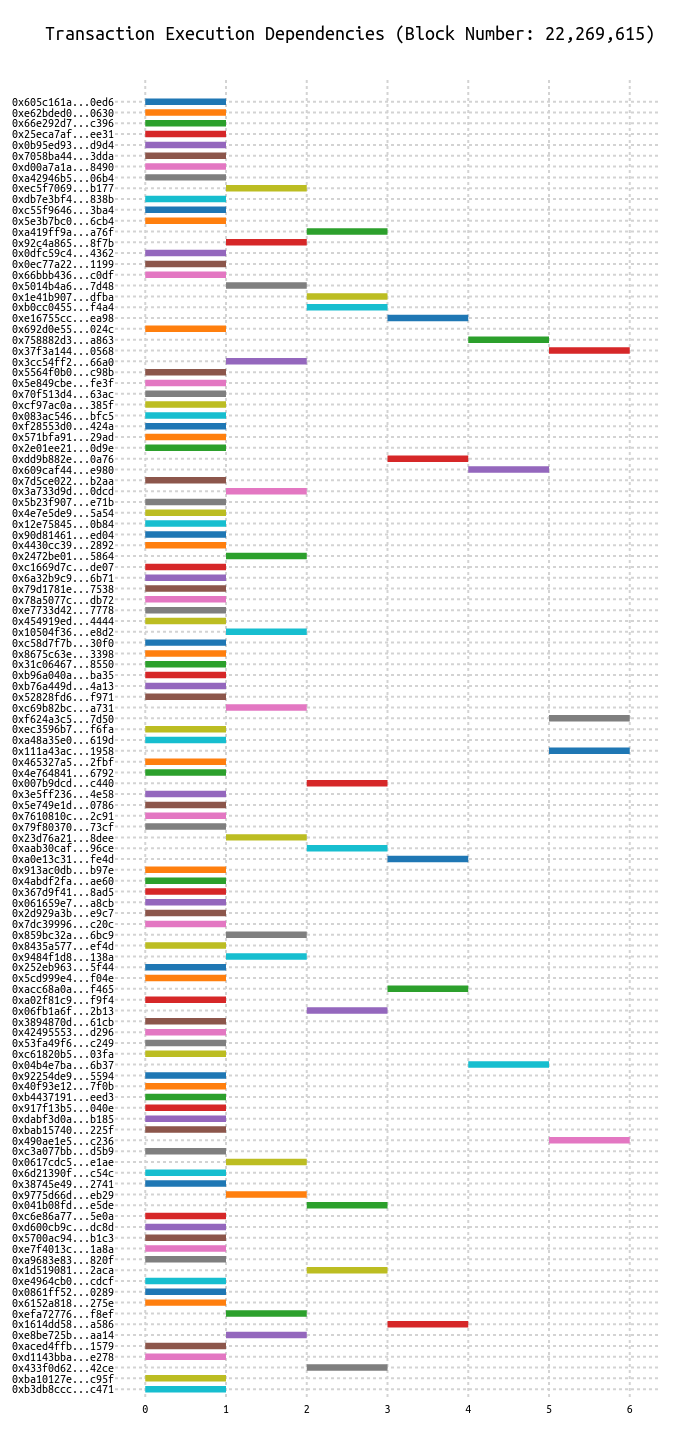 Transaction Execution Dependencies (Block Number: 22,269,615)
0x605c161a...0ed6
0xe62bded0...0630
0x66e292d7...c396
0x25eca7af...ee31
0x0b95ed93...d9d4
0x7058ba44...3dda
0xd00a7a1a...8490
0xa42946b5...06b4
0xec5f7069...b177
0xdb7e3bf4...838b
0xc55f9646...3ba4
0x5e3b7bc0...6cb4
0xa419ff9a...a76f
0x92c4a865...8f7b
0x0dfc59c4...4362
0x0ec77a22...1199
0x66bbb436...c0df
0x5014b4a6...7d48
0x1e41b907...dfba
0xb0cc0455...f4a4
0xe16755cc...ea98
0x692d0e55...024c
0x758882d3...a863
0x37f3a144...0568
0x3cc54ff2...66a0
0x5564f0b0...c98b
0x5e849cbe...fe3f
0x70f513d4...63ac
0xcf97ac0a...385f
0x083ac546...bfc5
0xf28553d0...424a
0x571bfa91...29ad
0x2e01ee21...0d9e
0xdd9b882e...0a76
0x609caf44...e980
0x7d5ce022...b2aa
0x3a733d9d...0dcd
0x5b23f907...e71b
0x4e7e5de9...5a54
0x12e75845...0b84
0x90d81461...ed04
0x4430cc39...2892
0x2472be01...5864
0xc1669d7c...de07
0x6a32b9c9...6b71
0x79d1781e...7538
0x78a5077c...db72
0xe7733d42...7778
0x454919ed...4444
0x10504f36...e8d2
0xc58d7f7b...30f0
0x8675c63e...3398
0x31c06467...8550
0xb96a040a...ba35
0xb76a449d...4a13
0x52828fd6...f971
0xc69b82bc...a731
0xf624a3c5...7d50
0xec3596b7...f6fa
0xa48a35e0...619d
0x111a43ac...1958
0x465327a5...2fbf
0x4e764841...6792
0x007b9dcd...c440
0x3e5ff236...4e58
0x5e749e1d...0786
0x7610810c...2c91
0x79f80370...73cf
0x23d76a21...8dee
0xaab30caf...96ce
0xa0e13c31...fe4d
0x913ac0db...b97e
0x4abdf2fa...ae60
0x367d9f41...8ad5
0x061659e7...a8cb
0x2d929a3b...e9c7
0x7dc39996...c20c
0x859bc32a...6bc9
0x8435a577...ef4d
0x9484f1d8...138a
0x252eb963...5f44
0x5cd999e4...f04e
0xacc68a0a...f465
0xa02f81c9...f9f4
0x06fb1a6f...2b13
0x3894870d...61cb
0x42495553...d296
0x53fa49f6...c249
0xc61820b5...03fa
0x04b4e7ba...6b37
0x92254de9...5594
0x40f93e12...7f0b
0xb4437191...eed3
0x917f13b5...040e
0xdabf3d0a...b185
0xbab15740...225f
0x490ae1e5...c236
0xc3a077bb...d5b9
0x0617cdc5...e1ae
0x6d21390f...c54c
0x38745e49...2741
0x9775d66d...eb29
0x041b08fd...e5de
0xc6e86a77...5e0a
0xd600cb9c...dc8d
0x5700ac94...b1c3
0xe7f4013c...1a8a
0xa9683e83...820f
0x1d519081...2aca
0xe4964cb0...cdcf
0x0861ff52...0289
0x6152a818...275e
0xefa72776...f8ef
0x1614dd58...a586
0xe8be725b...aa14
0xaced4ffb...1579
0xd1143bba...e278
0x433f0d62...42ce
0xba10127e...c95f
0xb3db8ccc...c471
0 1 2 3 4 5 6